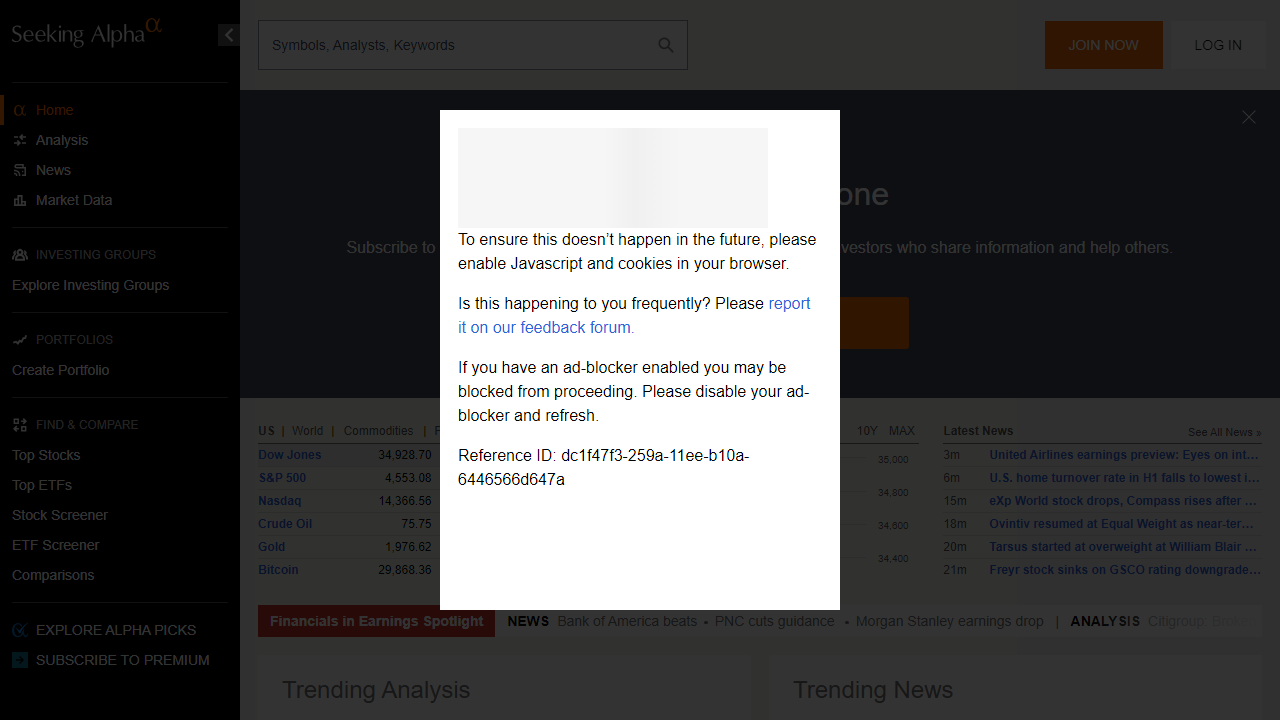 Seeking Alpha α
Symbols, Analysts, Keywords
JOIN NOW
LOG IN
Home
Analysis
News
Market Data
INVESTING GROUPS
Explore Investing Groups
PORTFOLIOS
Create Portfolio
FIND & COMPARE
Top Stocks
Top ETFs
Stock Screener
ETF Screener
Comparisons
EXPLORE ALPHA PICKS
SUBSCRIBE TO PREMIUM
one
Subscribe to
vestors who share information and help others.
To ensure this doesn’t happen in the future, please
enable Javascript and cookies in your browser.
Is this happening to you frequently? Please report
it on our feedback forum.
If you have an ad-blocker enabled you may be
blocked from proceeding. Please disable your ad-
blocker and refresh.
Reference ID: dc1f47f3-259a-11ee-b10a-
6446566d647a
US | World | Commodities |
Dow Jones 34,928.70
S&P 500 4,553.08
Nasdaq 14,366.56
Crude Oil 75.75
Gold 1,976.62
Bitcoin 29,868.36
10Y MAX
35,000
34,800
34,600
34,400
Latest News See All News »
3m United Airlines earnings preview: Eyes on int…
6m U.S. home turnover rate in H1 falls to lowest i…
15m eXp World stock drops, Compass rises after …
18m Ovintiv resumed at Equal Weight as near-ter…
20m Tarsus started at overweight at William Blair …
21m Freyr stock sinks on GSCO rating downgrade…
Financials in Earnings Spotlight NEWS Bank of America beats • PNC cuts guidance • Morgan Stanley earnings drop | ANALYSIS Citigroup:
Trending Analysis
Trending News